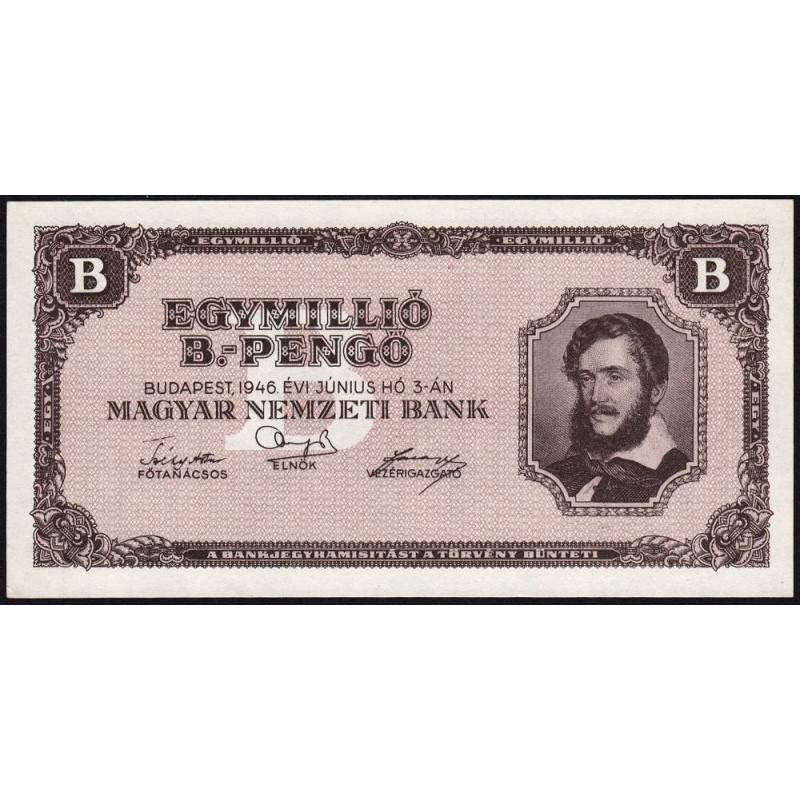 EGYMILLIÓ EGYMILLIÓ
B B
EGYMILLIÓ
B.-PENGŐ
BUDAPEST, 1946. ÉVI JÚNIUS HÓ 3-ÁN
MAGYAR NEMZETI BANK
FŐTANÁCSOS ELNÖK VEZÉRIGAZGATÓ
A BANKJEGYHAMISITÁST A TÖRVÉNY BÜNTETI